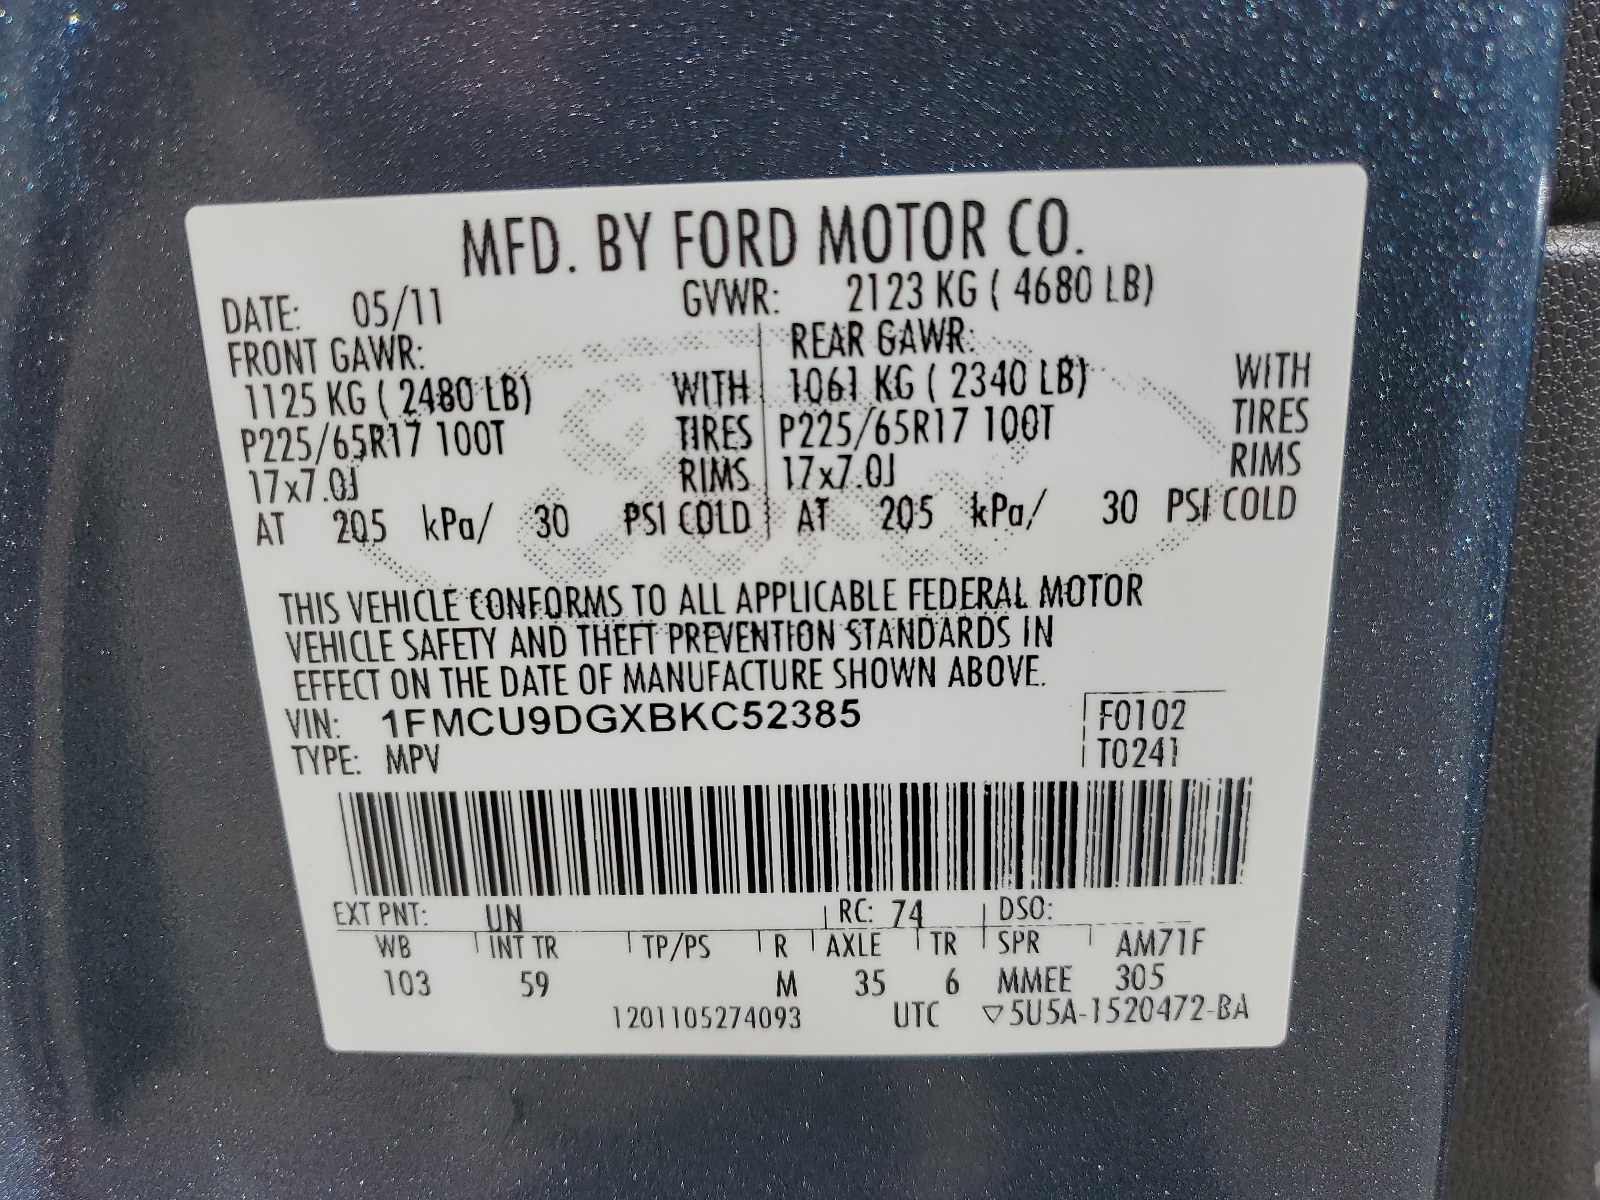 MFD. BY FORD MOTOR CO.
DATE: 05/11 GVWR: 2123 KG ( 4680 LB)
FRONT GAWR: REAR GAWR:
1125 KG ( 2480 LB) WITH 1061 KG ( 2340 LB) WITH
P225/65R17 100T TIRES P225/65R17 100T TIRES
17x7.0J RIMS 17x7.0J RIMS
AT 205 kPa/ 30 PSI COLD AT 205 kPa/ 30 PSI COLD
THIS VEHICLE CONFORMS TO ALL APPLICABLE FEDERAL MOTOR
VEHICLE SAFETY AND THEFT PREVENTION STANDARDS IN
EFFECT ON THE DATE OF MANUFACTURE SHOWN ABOVE.
VIN: 1FMCU9DGXBKC52385 F0102
TYPE: MPV T0241
EXT PNT: UN RC: 74 DSO:
WB INT TR TP/PS R AXLE TR SPR AM71F
103 59 M 35 6 MMEE 305
1201105274093 UTC ▽5U5A-1520472-BA